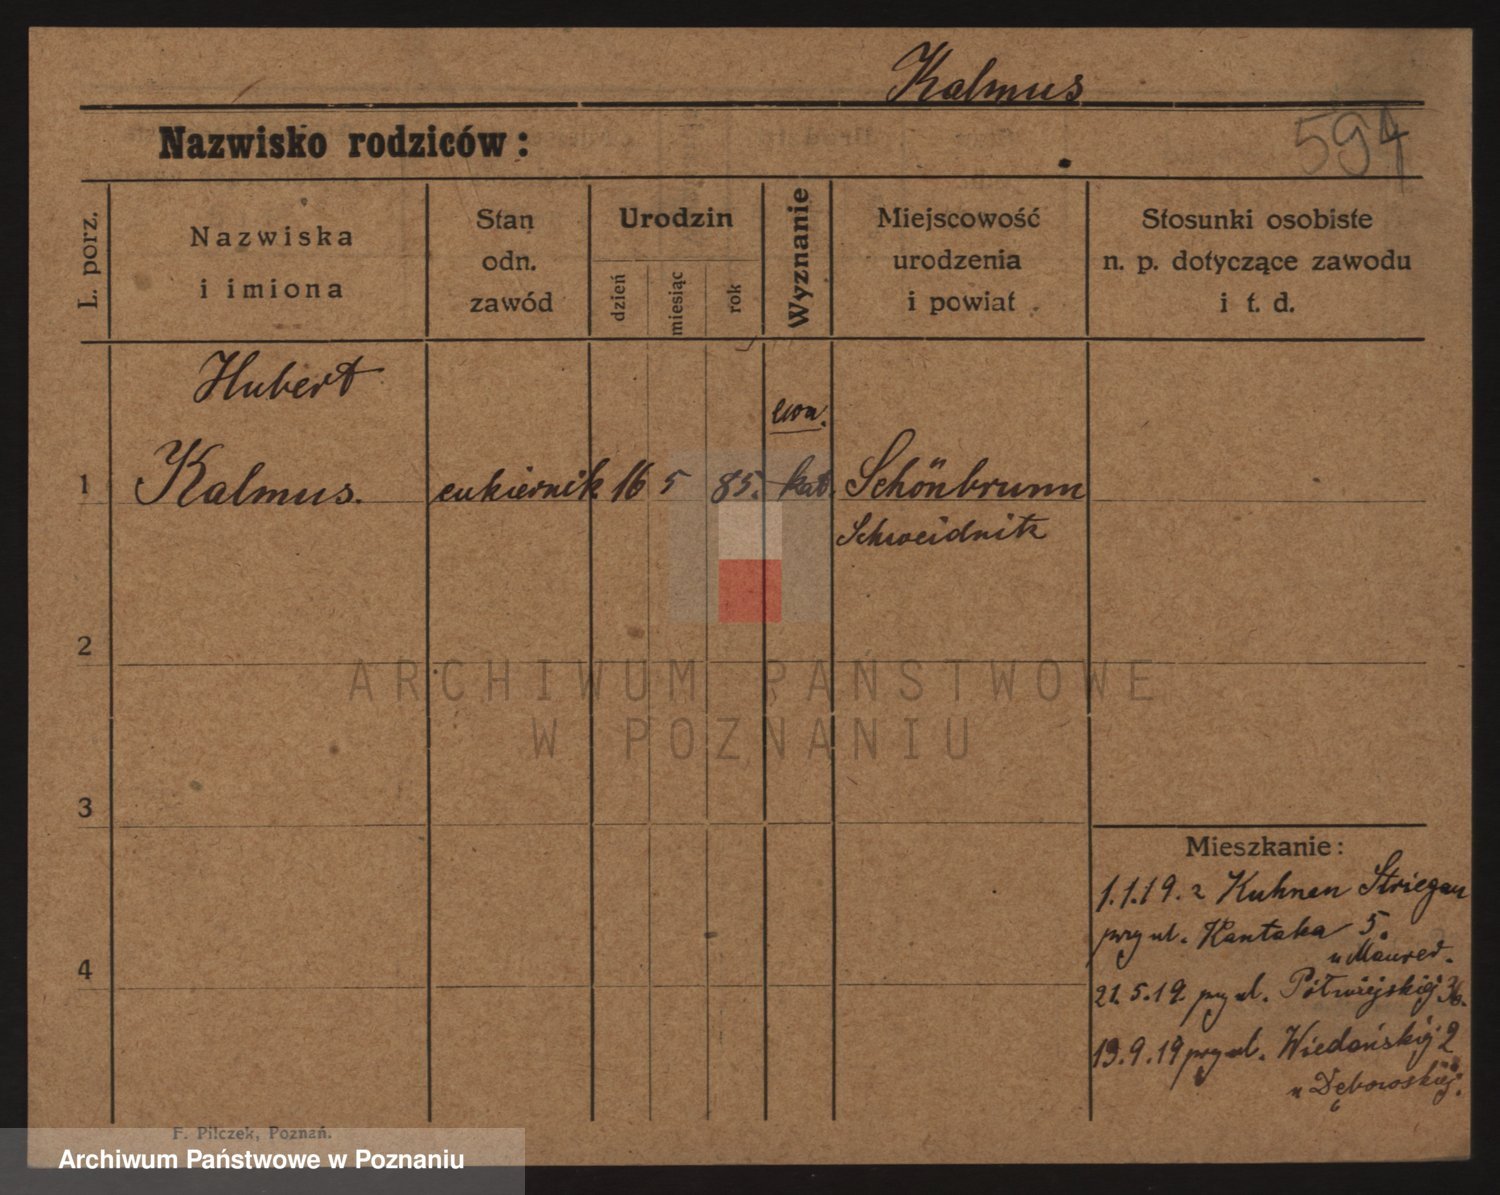 Kalmus
Nazwisko rodziców:
594
L. porz.
Nazwiska
i imiona
Stan
odn.
zawód
Urodzin
dzień
miesiąc
rok
Wyznanie
Miejscowość
urodzenia
i powiat
Stosunki osobiste
n. p. dotyczące zawodu
i t. d.
Hubert
ewa.
1 Kalmus. cukiernik 16 5 85. kat. Schönbrunn
Schweidnitz
2
ARCHIWUM PAŃSTWOWE
W POZNANIU
3
4
Mieszkanie:
1.1.19. z Kuhnen Striegau
przy ul. Kantaka 5.
u Maurer.
21.5.19 przy ul. Półwiejskiej 36.
19.9.19 przy ul. Wiedeńskiej 2
u Dęboroskiej.
F. Pilczek, Poznań.
Archiwum Państwowe w Poznaniu